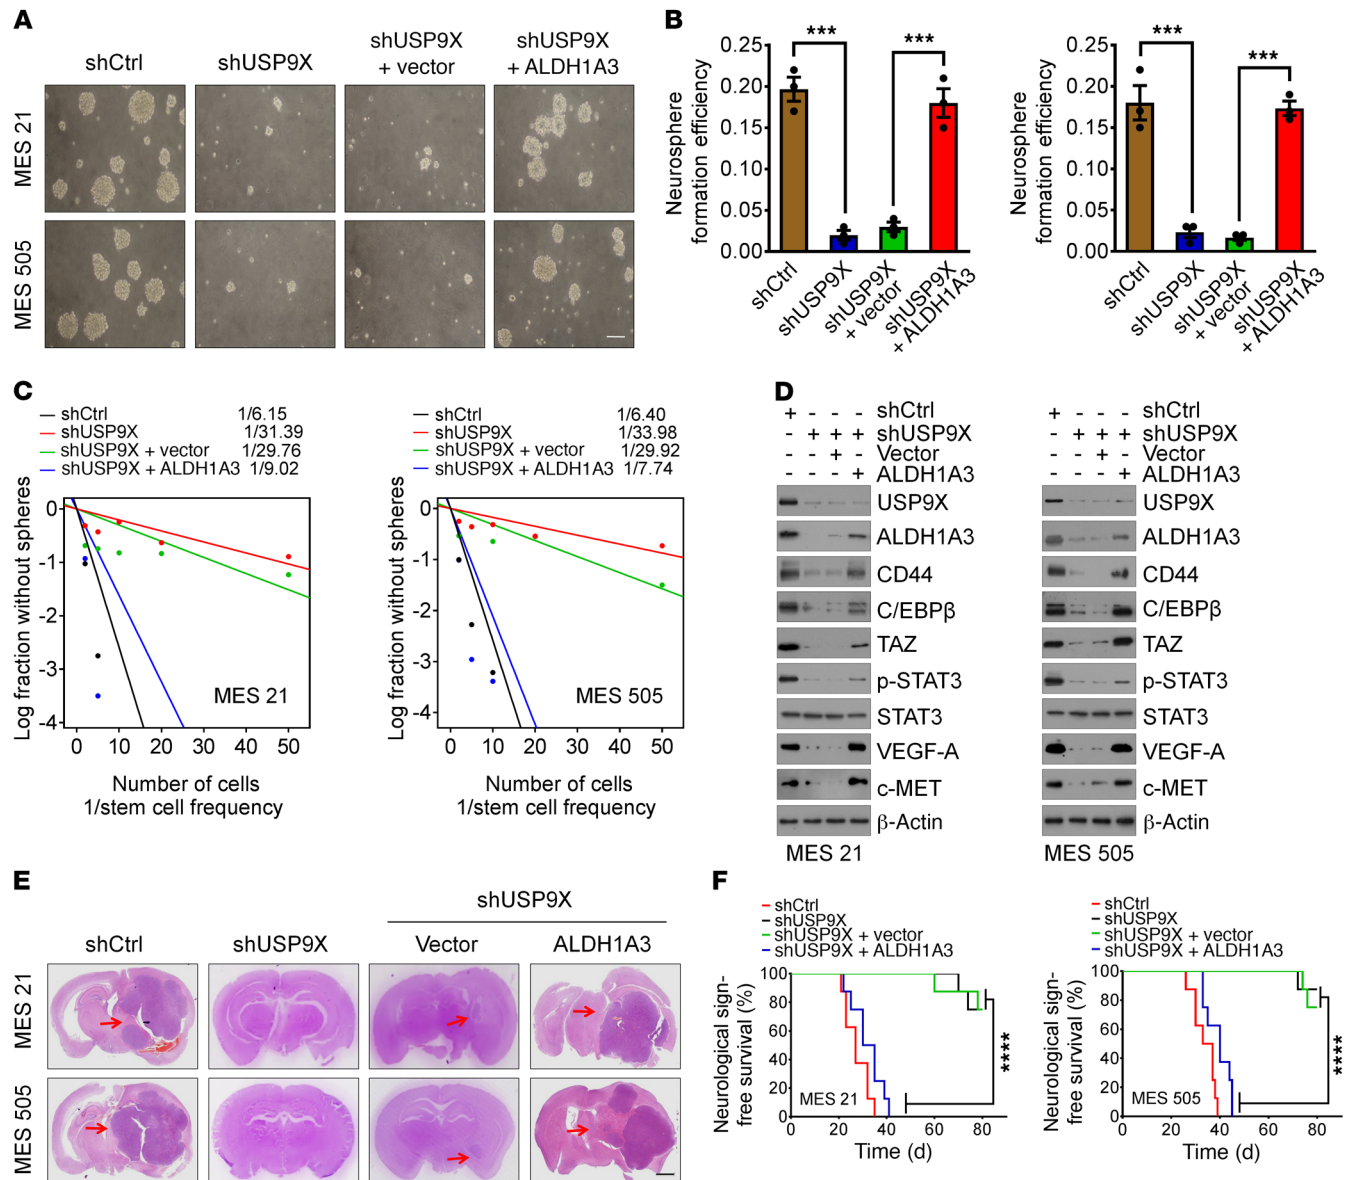 A
shCtrl
shUSP9X
shUSP9X
+ vector
shUSP9X
+ ALDH1A3
MES 21
MES 505
B
Neurosphere
formation efficiency
0.25
0.20
0.15
0.10
0.05
0.00
***
***
shCtrl
shUSP9X
shUSP9X
+ vector
shUSP9X
+ ALDH1A3
Neurosphere
formation efficiency
0.25
0.20
0.15
0.10
0.05
0.00
***
***
shCtrl
shUSP9X
shUSP9X
+ vector
shUSP9X
+ ALDH1A3
C
shCtrl 1/6.15
shUSP9X 1/31.39
shUSP9X + vector 1/29.76
shUSP9X + ALDH1A3 1/9.02
Log fraction without spheres
0
-1
-2
-3
-4
MES 21
0 10 20 30 40 50
Number of cells
1/stem cell frequency
shCtrl 1/6.40
shUSP9X 1/33.98
shUSP9X + vector 1/29.92
shUSP9X + ALDH1A3 1/7.74
Log fraction without spheres
0
-1
-2
-3
-4
MES 505
0 10 20 30 40 50
Number of cells
1/stem cell frequency
D
+ - - - shCtrl
- + + + shUSP9X
- - + - Vector
- - - + ALDH1A3
USP9X
ALDH1A3
CD44
C/EBPβ
TAZ
p-STAT3
STAT3
VEGF-A
c-MET
β-Actin
MES 21
+ - - - shCtrl
- + + + shUSP9X
- - + - Vector
- - - + ALDH1A3
USP9X
ALDH1A3
CD44
C/EBPβ
TAZ
p-STAT3
STAT3
VEGF-A
c-MET
β-Actin
MES 505
E
shUSP9X
shCtrl
shUSP9X
Vector
ALDH1A3
MES 21
MES 505
F
shCtrl
shUSP9X
shUSP9X + vector
shUSP9X + ALDH1A3
Neurological sign-
free survival (%)
100
80
60
40
20
0
MES 21
****
0 20 40 60 80
Time (d)
shCtrl
shUSP9X
shUSP9X + vector
shUSP9X + ALDH1A3
Neurological sign-
free survival (%)
100
80
60
40
20
0
MES 505
****
0 20 40 60 80
Time (d)